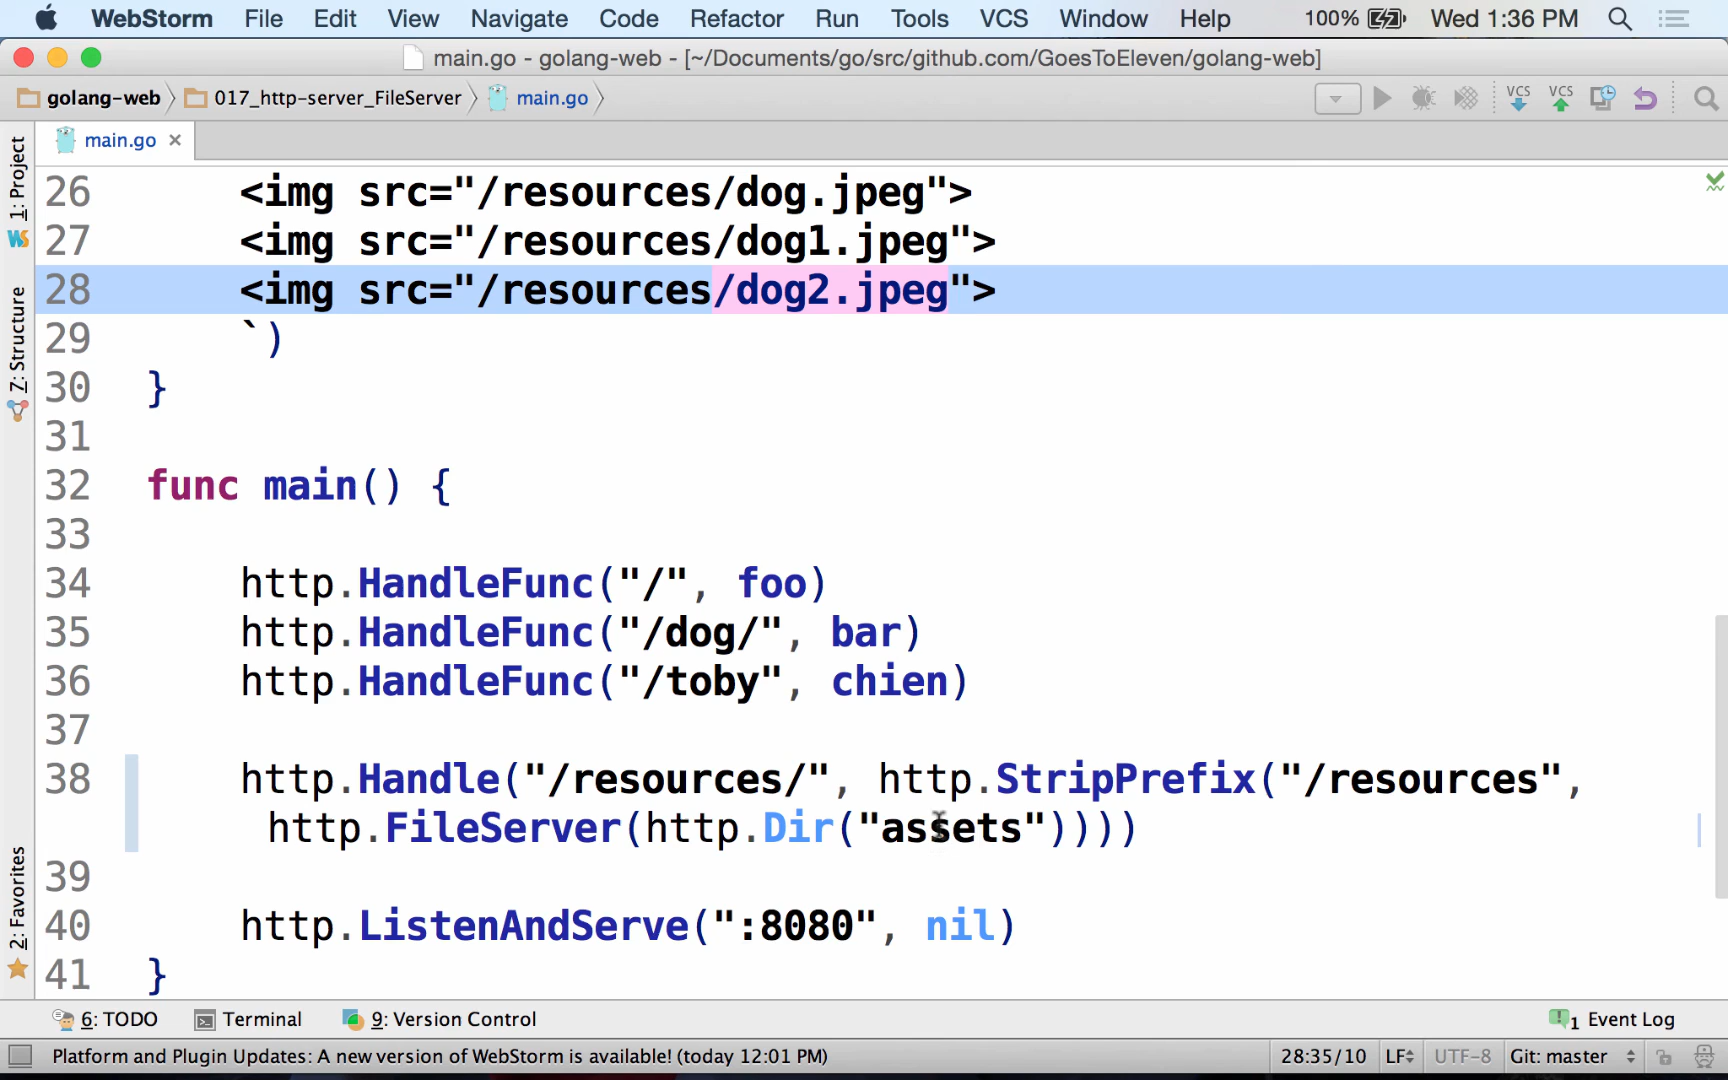 WebStorm File Edit View Navigate Code Refactor Run Tools VCS Window Help 100% Wed 1:36 PM
main.go - golang-web - [~/Documents/go/src/github.com/GoesToEleven/golang-web]
golang-web 017_http-server_FileServer main.go VCS VCS
1: Project
7: Structure
2: Favorites
main.go
26 <img src="/resources/dog.jpeg">
27 <img src="/resources/dog1.jpeg">
28 <img src="/resources/dog2.jpeg">
29 `)
30 }
31
32 func main() {
33
34 http.HandleFunc("/", foo)
35 http.HandleFunc("/dog/", bar)
36 http.HandleFunc("/toby", chien)
37
38 http.Handle("/resources/", http.StripPrefix("/resources",
http.FileServer(http.Dir("assets"))))
39
40 http.ListenAndServe(":8080", nil)
41 }
6: TODO Terminal 9: Version Control 1 Event Log
Platform and Plugin Updates: A new version of WebStorm is available! (today 12:01 PM) 28:35/10 LF UTF-8 Git: master